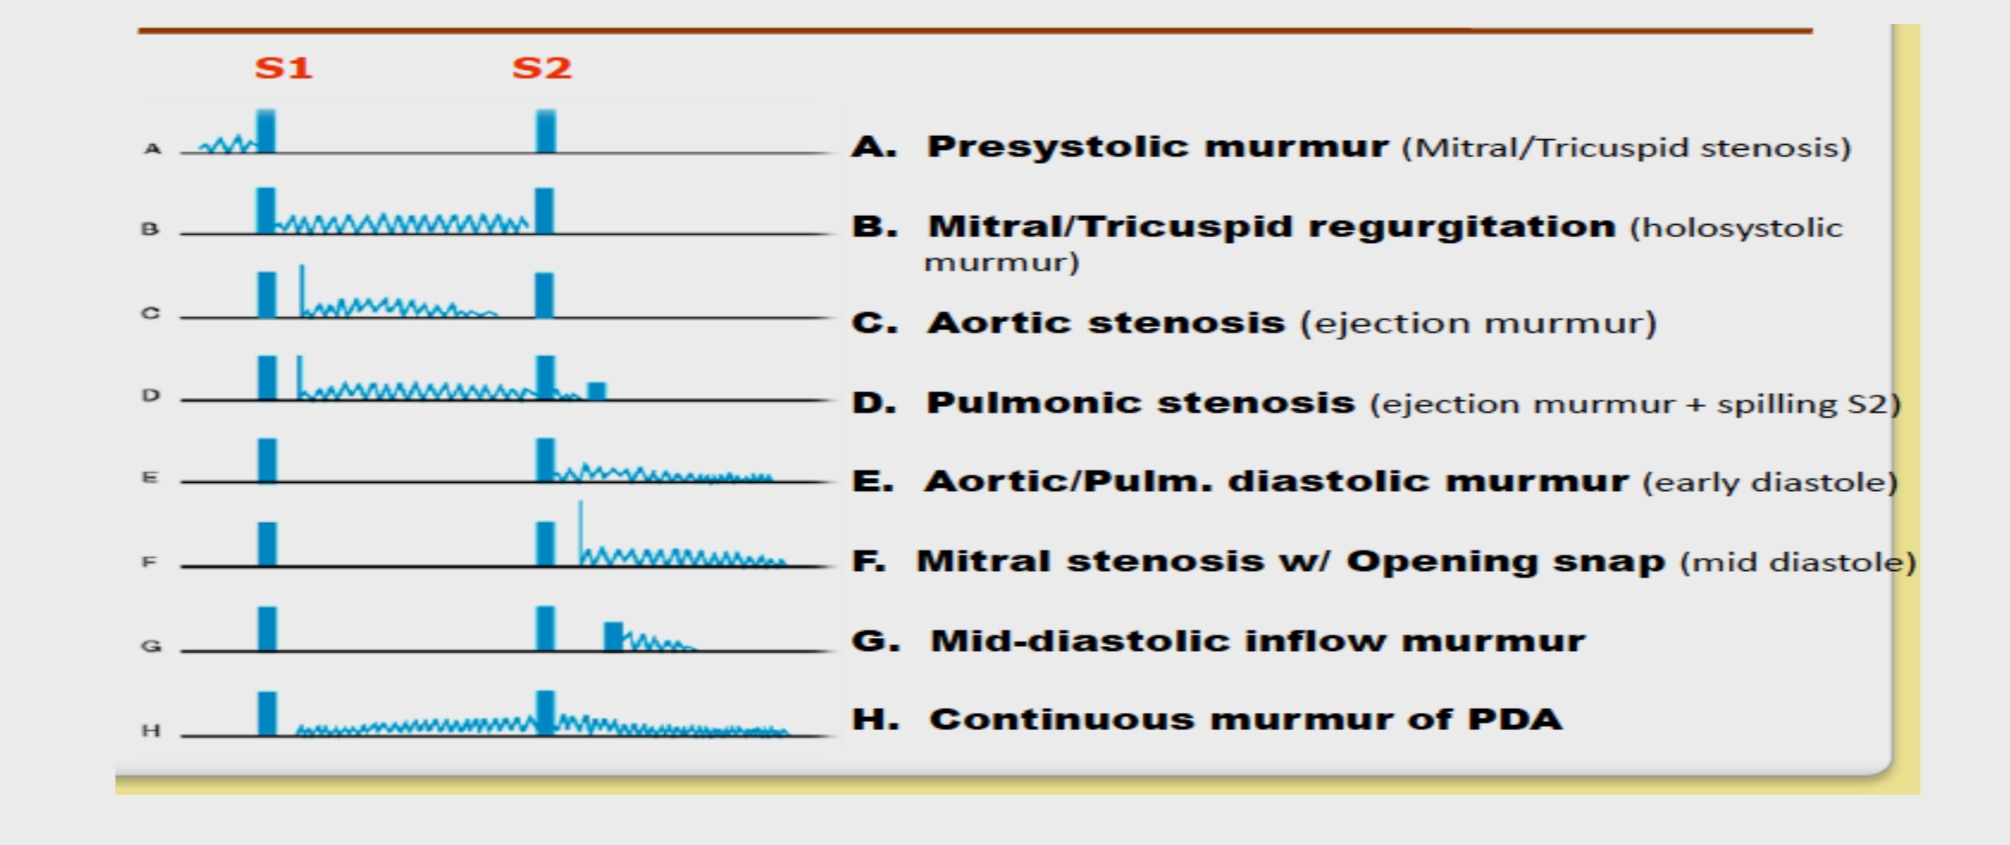 S1 S2
A
A. Presystolic murmur (Mitral/Tricuspid stenosis)
B
B. Mitral/Tricuspid regurgitation (holosystolic
murmur)
C
C. Aortic stenosis (ejection murmur)
D
D. Pulmonic stenosis (ejection murmur + spilling S2)
E
E. Aortic/Pulm. diastolic murmur (early diastole)
F
F. Mitral stenosis w/ Opening snap (mid diastole)
G
G. Mid-diastolic inflow murmur
H
H. Continuous murmur of PDA